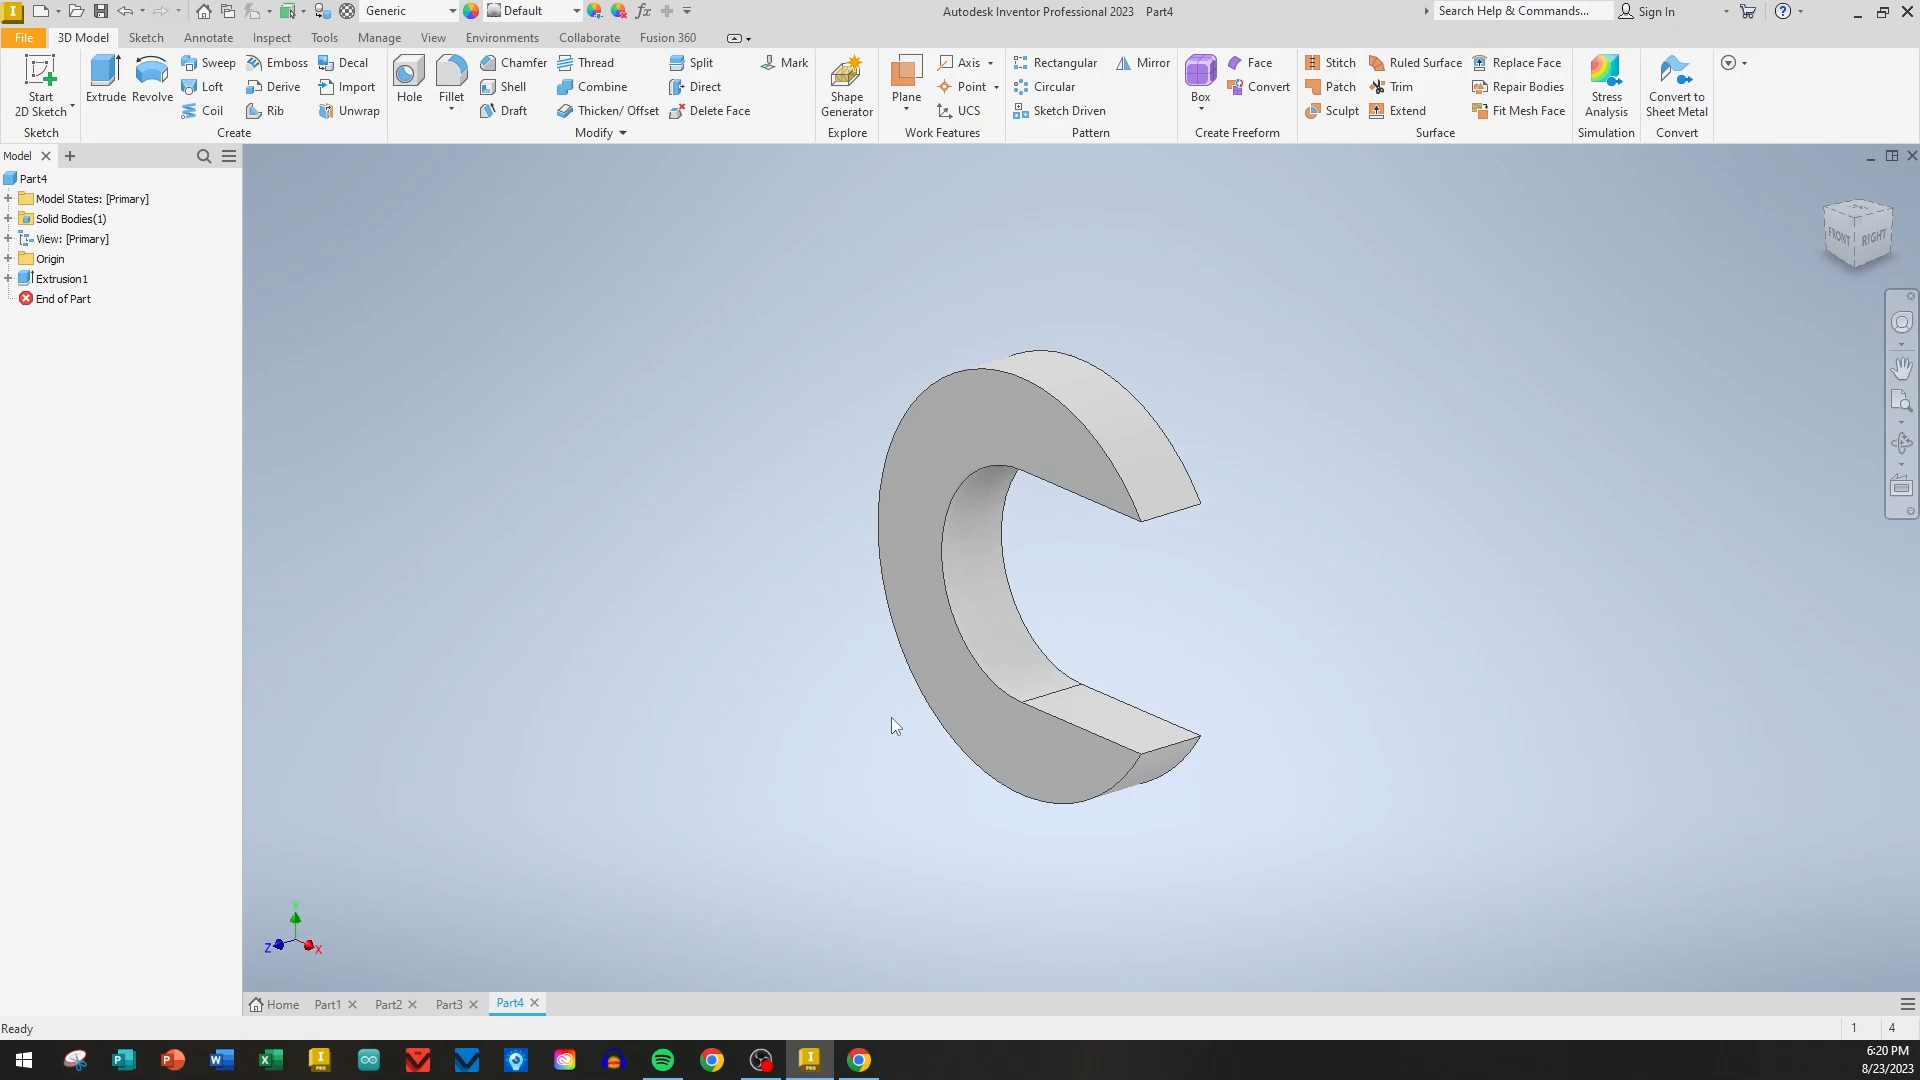 Generic
Default
fx
Autodesk Inventor Professional 2023 Part4
Search Help & Commands...
Sign In
File
3D Model
Sketch
Annotate
Inspect
Tools
Manage
View
Environments
Collaborate
Fusion 360
Start
2D Sketch
Extrude
Revolve
Sweep
Loft
Coil
Emboss
Derive
Rib
Decal
Import
Unwrap
Hole
Fillet
Chamfer
Shell
Draft
Thread
Combine
Thicken/ Offset
Split
Direct
Delete Face
Mark
Shape
Generator
Plane
Axis
Point
UCS
Rectangular
Circular
Sketch Driven
Mirror
Box
Face
Convert
Stitch
Patch
Sculpt
Ruled Surface
Trim
Extend
Replace Face
Repair Bodies
Fit Mesh Face
Stress
Analysis
Convert to
Sheet Metal
Sketch
Create
Modify
Explore
Work Features
Pattern
Create Freeform
Surface
Simulation
Convert
Model
Part4
Model States: [Primary]
Solid Bodies(1)
View: [Primary]
Origin
Extrusion1
End of Part
FRONT
RIGHT
Y
Z
X
Home
Part1
Part2
Part3
Part4
Ready
1
4
6:20 PM
8/23/2023